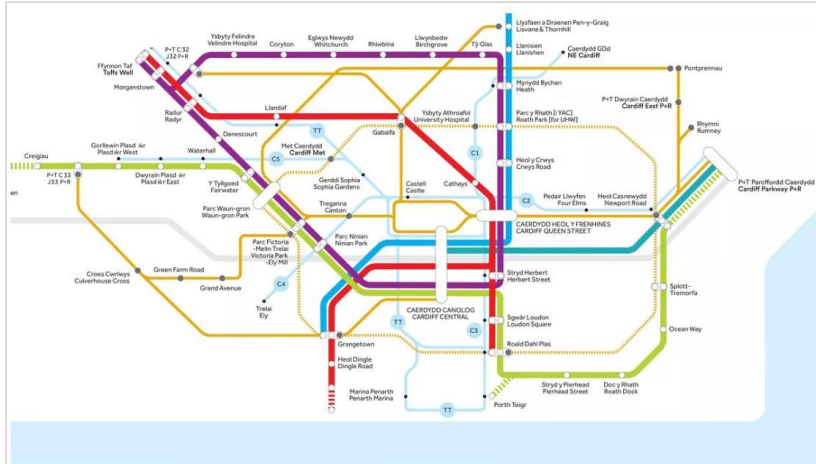 Llysfaen a Draenen Pen-y-Graig
Lisvane & Thornhill
P+T C 32
J32 P+R
Ysbyty Felindre
Velindre Hospital
Coryton
Eglwys Newydd
Whitchurch
Rhiwbina
Llwynbedw
Birchgrove
Tŷ Glas
Llanisien
Llanishen
Caerdydd GDd
NE Cardiff
Ffynnon Taf
Taffs Well
Morganstown
Mynydd Bychan
Heath
Pontprennau
Radur
Radyr
Llandaf
Gabalfa
Ysbyty Athrofaol
University Hospital
Parc y Rhath [i YAC]
Roath Park [for UHW]
P+T Dwyrain Caerdydd
Cardiff East P+R
Rhymni
Rumney
Danescourt
TT
Met Caerdydd
Cardiff Met
C5
C1
Heol y Crwys
Crwys Road
Creigiau
Gorllewin Plasd ŵr
Plasd ŵr West
Waterhall
P+T C 33
J33 P+R
Dwyrain Plasd ŵr
Plasd ŵr East
Y Tyllgoed
Fairwater
Gerddi Sophia
Sophia Gardens
Castell
Castle
Cathays
P+T Parcffordd Caerdydd
Cardiff Parkway P+R
en
Parc Waun-gron
Waun-gron Park
Treganna
Canton
C2
Pedair Llwyfen
Four Elms
Heol Casnewydd
Newport Road
CAERDYDD HEOL Y FRENHINES
CARDIFF QUEEN STREET
Parc Fictoria
-Melin Trelai
Victoria Park
-Ely Mill
Parc Ninian
Ninian Park
Croes Cwrlwys
Culverhouse Cross
Green Farm Road
Grand Avenue
C4
Trelai
Ely
Stryd Herbert
Herbert Street
CAERDYDD CANOLOG
CARDIFF CENTRAL
Splott-
Tremorfa
TT
C3
Sgwâr Loudon
Loudon Square
Ocean Way
Grangetown
Roald Dahl Plas
Heol Dingle
Dingle Road
Marina Penarth
Penarth Marina
TT
Porth Teigr
Stryd y Pierhead
Pierhead Street
Doc y Rhath
Roath Dock